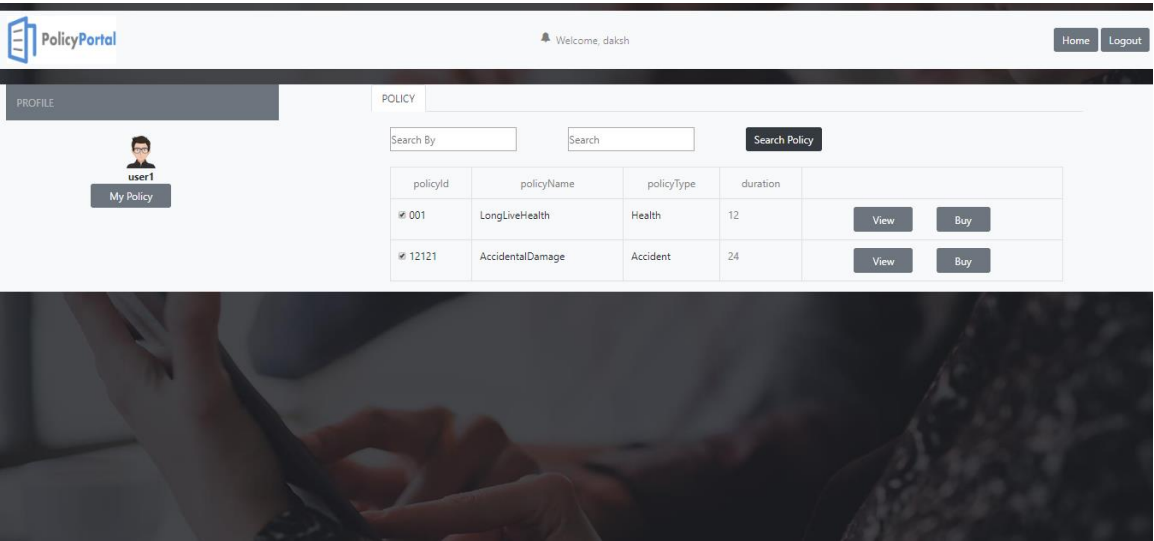 PolicyPortal
Welcome, daksh
Home Logout
PROFILE
user1
My Policy
POLICY
Search By Search Search Policy
policyId policyName policyType duration
001 LongLiveHealth Health 12 View Buy
12121 AccidentalDamage Accident 24 View Buy